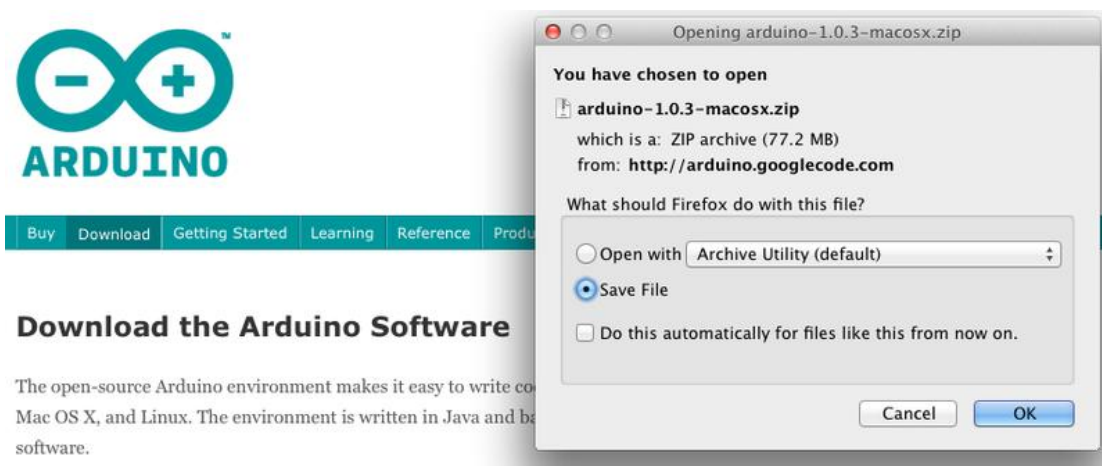 ARDUINO
TM
Buy Download Getting Started Learning Reference Produ
Download the Arduino Software
The open-source Arduino environment makes it easy to write co
Mac OS X, and Linux. The environment is written in Java and ba
software.
Opening arduino-1.0.3-macosx.zip
You have chosen to open
arduino-1.0.3-macosx.zip
which is a: ZIP archive (77.2 MB)
from: http://arduino.googlecode.com
What should Firefox do with this file?
Open with Archive Utility (default)
Save File
Do this automatically for files like this from now on.
Cancel OK